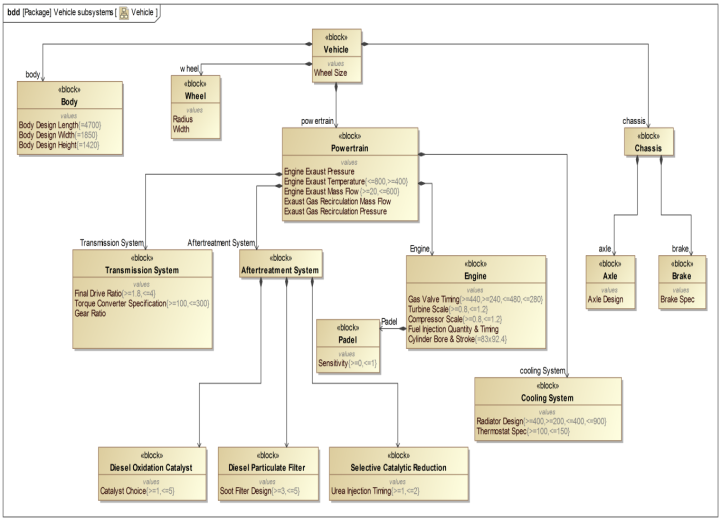 bdd [Package] Vehicle subsystems [ Vehicle ]
«block»
Vehicle
values
Wheel Size
body
wheel
powertrain
chassis
«block»
Body
values
Body Design Length{=4700}
Body Design Width{=1850}
Body Design Height{=1420}
«block»
Wheel
values
Radius
Width
«block»
Powertrain
values
Engine Exaust Pressure
Engine Exaust Temperature{<=800,>=400}
Engine Exaust Mass Flow {>=20,<=600}
Exaust Gas Recirculation Mass Flow
Exaust Gas Recirculation Pressure
«block»
Chassis
Transmission System
Aftertreatment System
Engine
axle
brake
«block»
Transmission System
values
Final Drive Ratio{>=1.8,<=4}
Torque Converter Specification{>=100,<=300}
Gear Ratio
«block»
Aftertreatment System
«block»
Engine
values
Gas Valve Timing{>=440,>=240,<=480,<=280}
Turbine Scale{>=0.8,<=1.2}
Compressor Scale{>=0.8,<=1.2}
Fuel Injection Quantity & Timing
Cylinder Bore & Stroke{=83x92.4}
«block»
Axle
values
Axle Design
«block»
Brake
values
Brake Spec
Padel
«block»
Padel
values
Sensitivity{>=0,<=1}
cooling System
«block»
Cooling System
values
Radiator Design{>=400,>=200,<=400,<=900}
Thermostat Spec{>=100,<=150}
«block»
Diesel Oxidation Catalyst
values
Catalyst Choice{>=1,<=5}
«block»
Diesel Particulate Filter
values
Soot Filter Design{>=3,<=5}
«block»
Selective Catalytic Reduction
values
Urea Injection Timing{>=1,<=2}